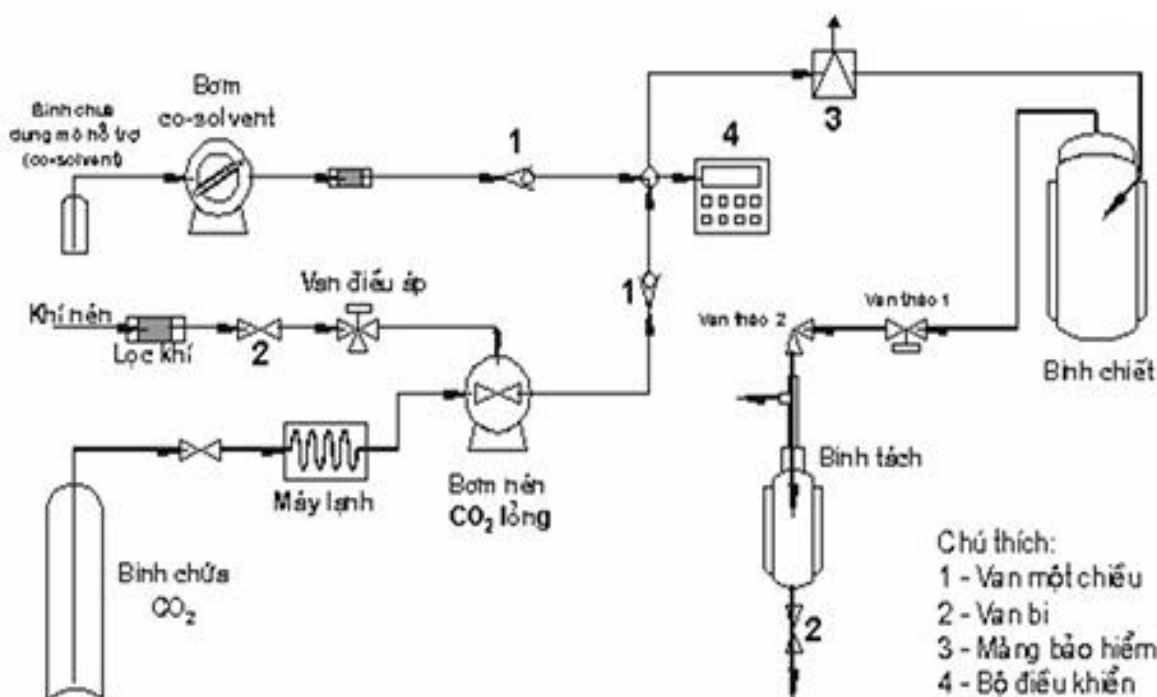 Bình chứa
dung mô hỗ trợ
(co-solvent)
Bơm
co-solvent
1
4
3
Khí nén
Lọc khí
2
Van điều áp
1
Van tháo 2
Van tháo 1
Bình chiết
Máy lạnh
Bơm nén
CO₂ lỏng
Bình tách
Bình chứa
CO₂
2
Chú thích:
1 - Van một chiều
2 - Van bi
3 - Màng bảo hiểm
4 - Bộ điều khiển